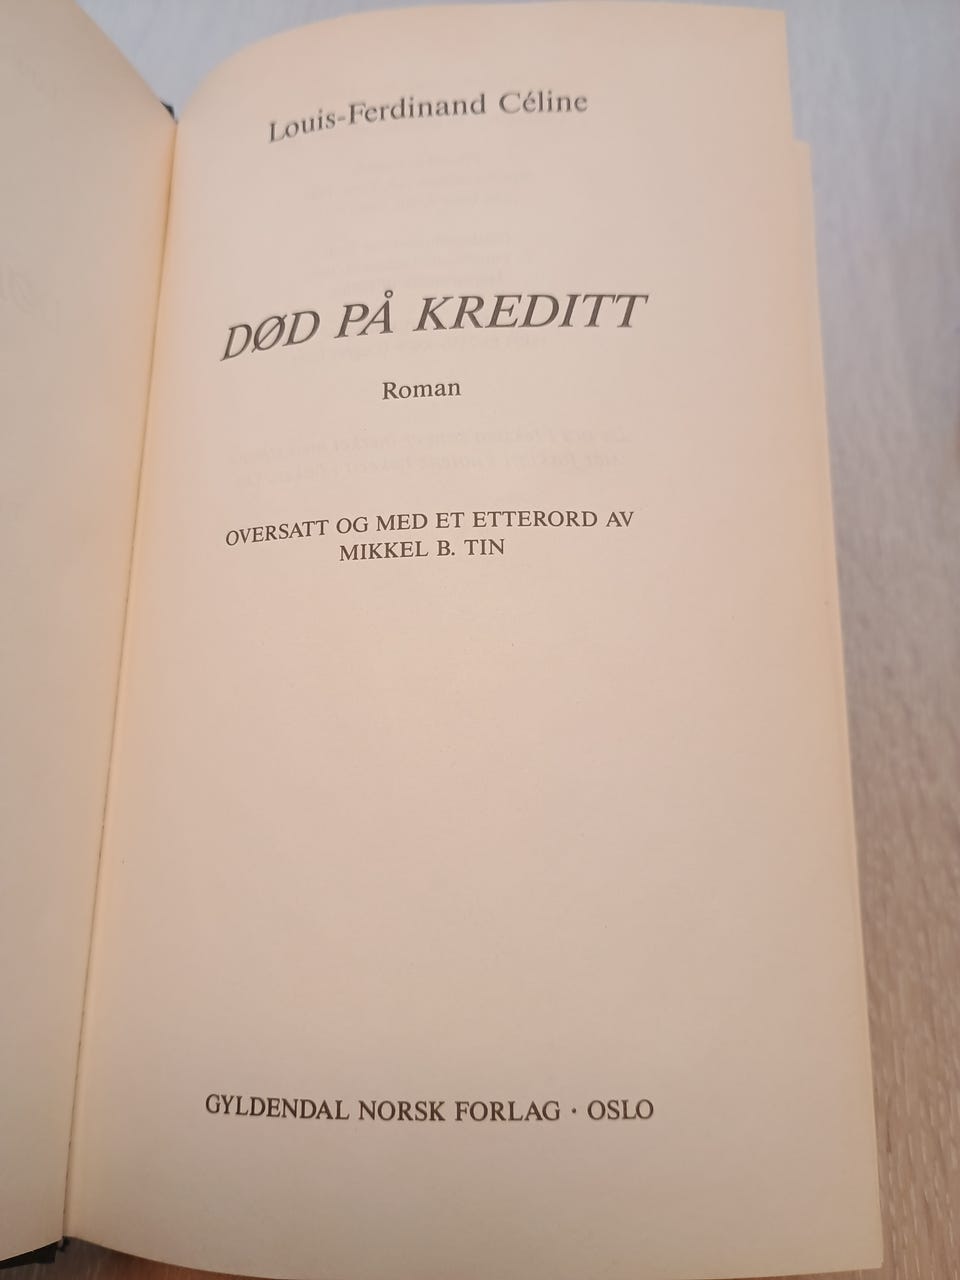 Louis-Ferdinand Céline
DØD PÅ KREDITT
Roman
OVERSATT OG MED ET ETTERORD AV
MIKKEL B. TIN
GYLDENDAL NORSK FORLAG · OSLO